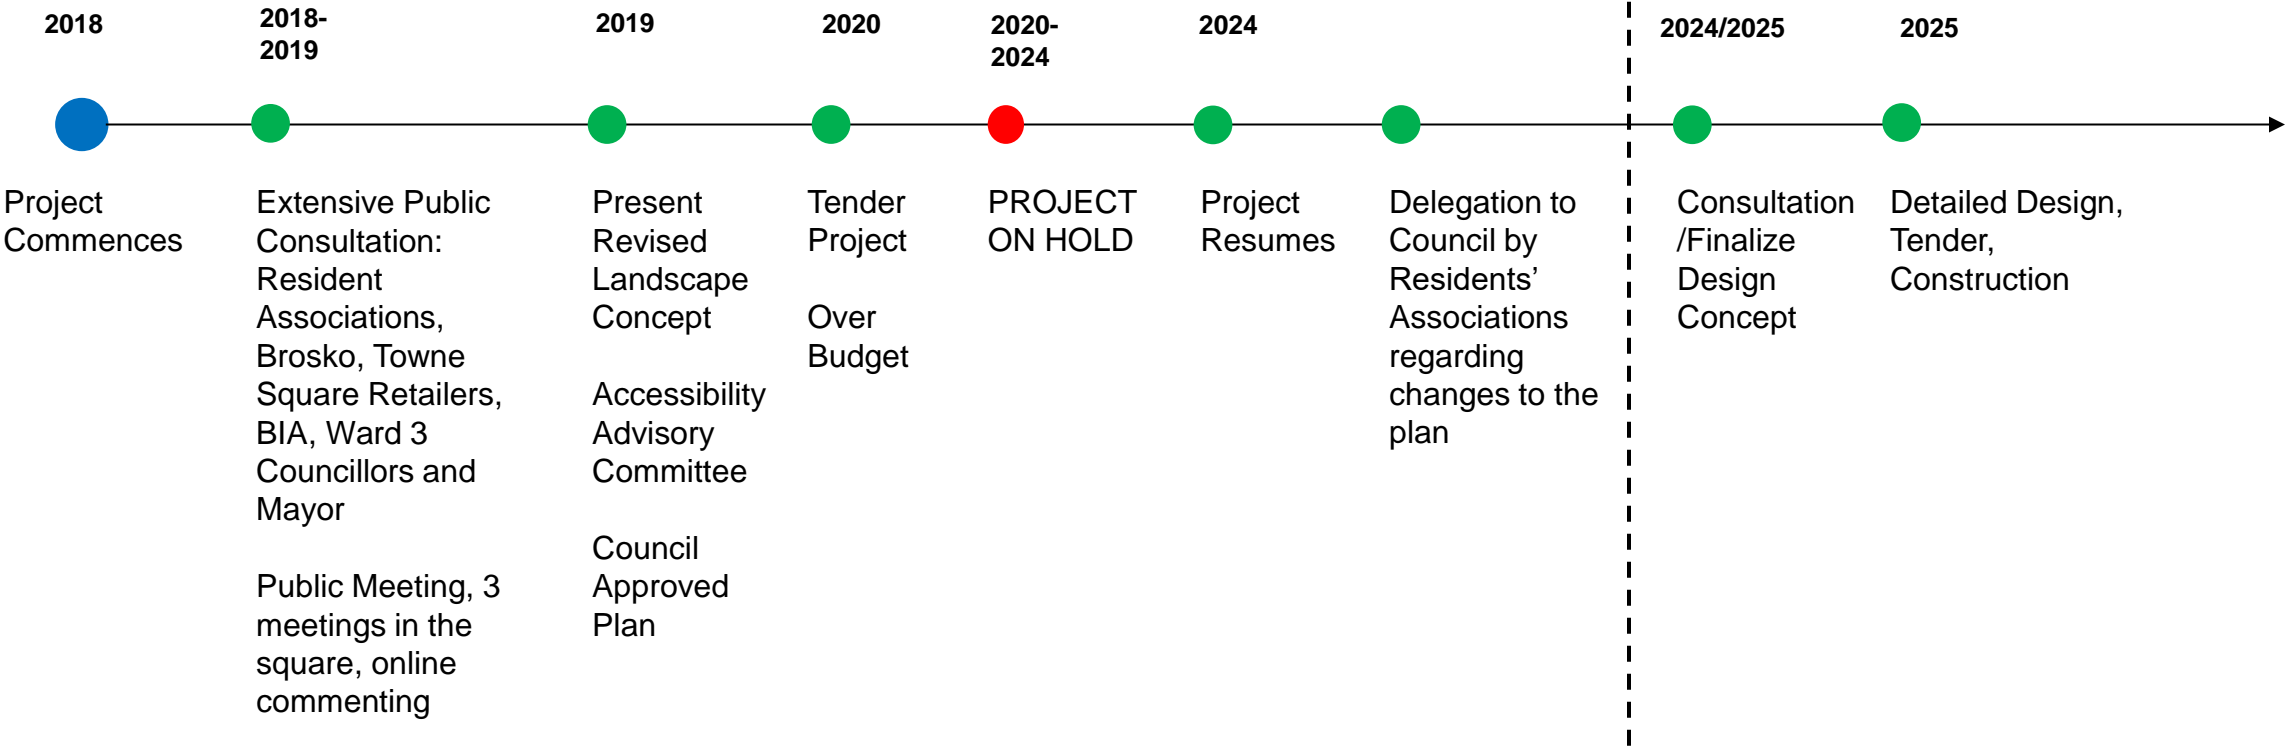 2018
2018-
2019
2019
2020
2020-
2024
2024
2024/2025
2025
Project
Commences
Extensive Public
Consultation:
Resident
Associations,
Brosko, Towne
Square Retailers,
BIA, Ward 3
Councillors and
Mayor
Public Meeting, 3
meetings in the
square, online
commenting
Present
Revised
Landscape
Concept
Accessibility
Advisory
Committee
Council
Approved
Plan
Tender
Project
Over
Budget
PROJECT
ON HOLD
Project
Resumes
Delegation to
Council by
Residents’
Associations
regarding
changes to the
plan
Consultation
/Finalize
Design
Concept
Detailed Design,
Tender,
Construction